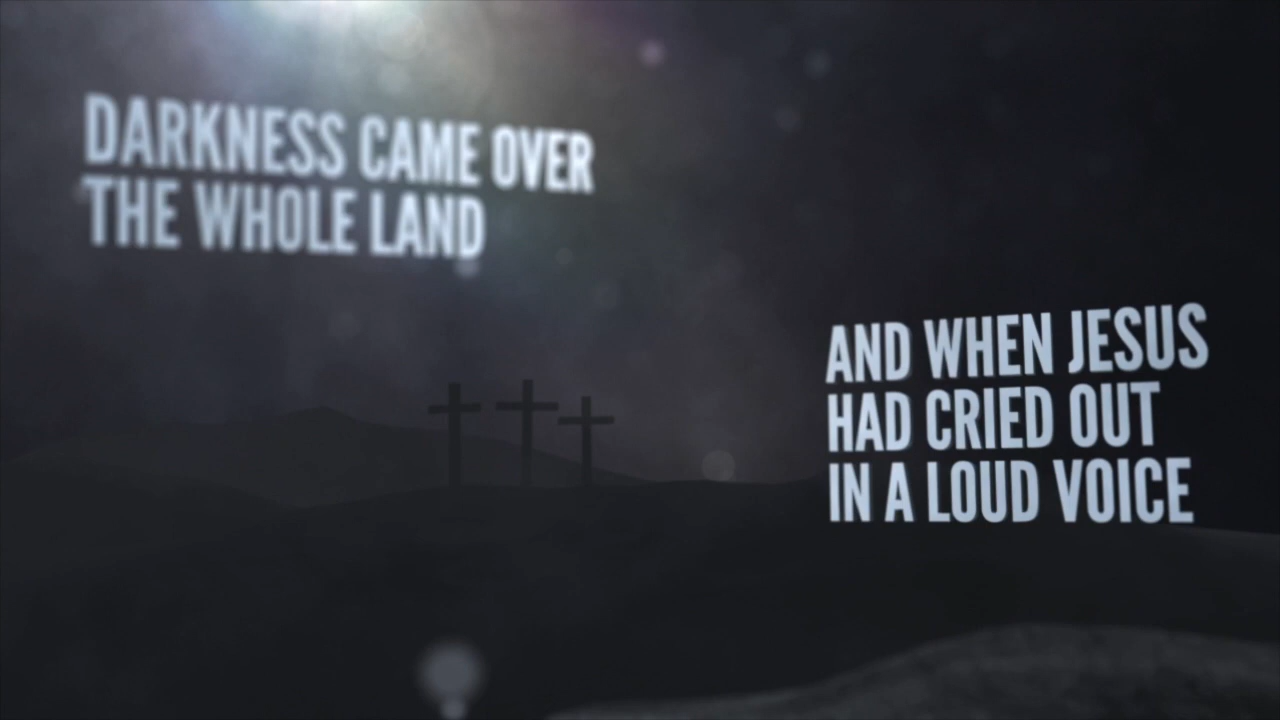 DARKNESS CAME OVER
THE WHOLE LAND
AND WHEN JESUS
HAD CRIED OUT
IN A LOUD VOICE